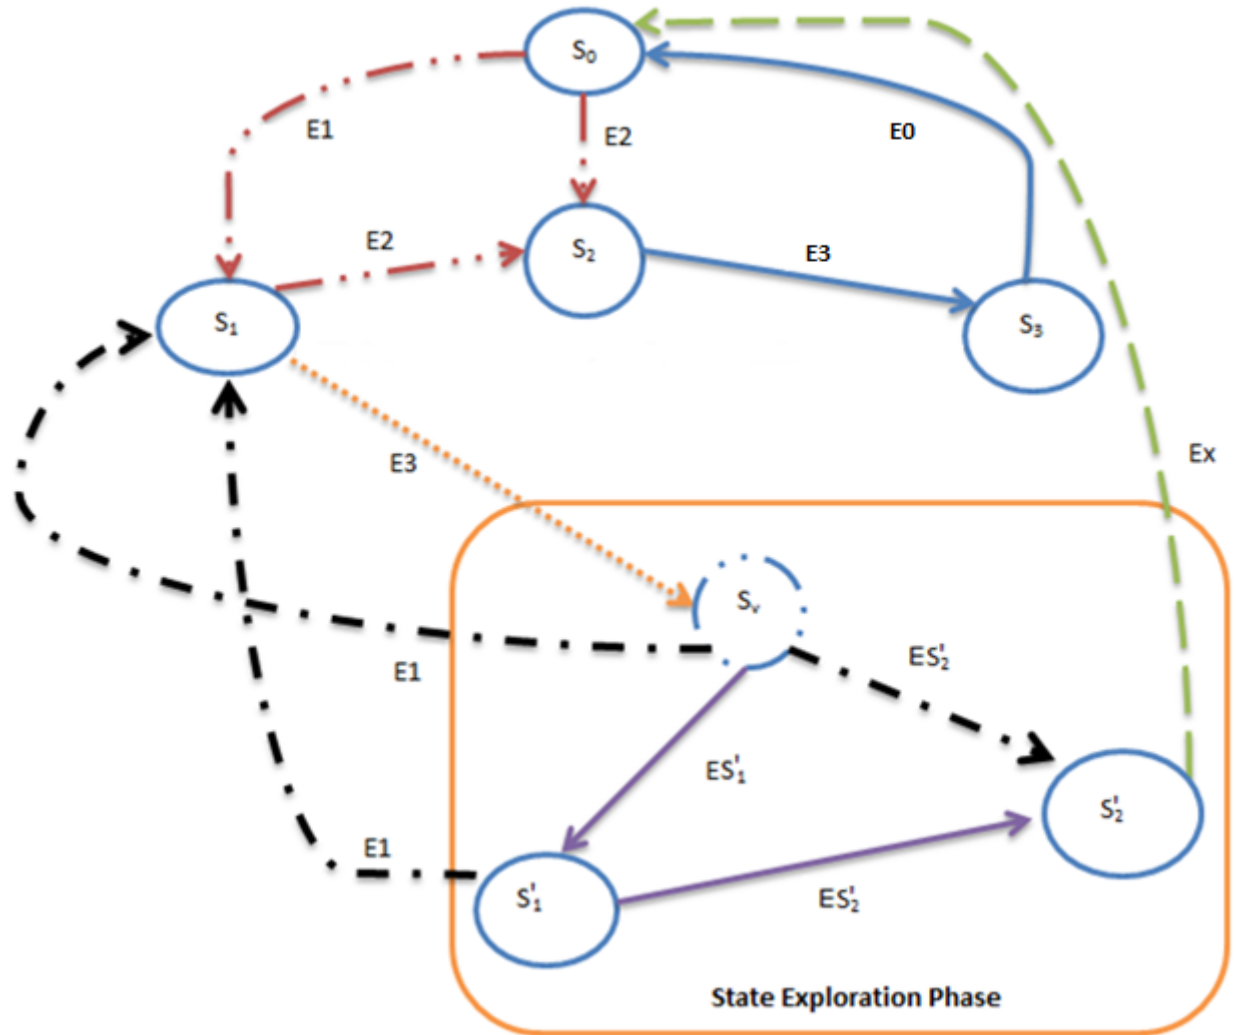 S₀
E1
E2
E0
E2
S₂
E3
S₁
S₃
E3
Ex
Sᵥ
E1
ES'₂
ES'₁
S'₂
E1
S'₁
ES'₂
State Exploration Phase